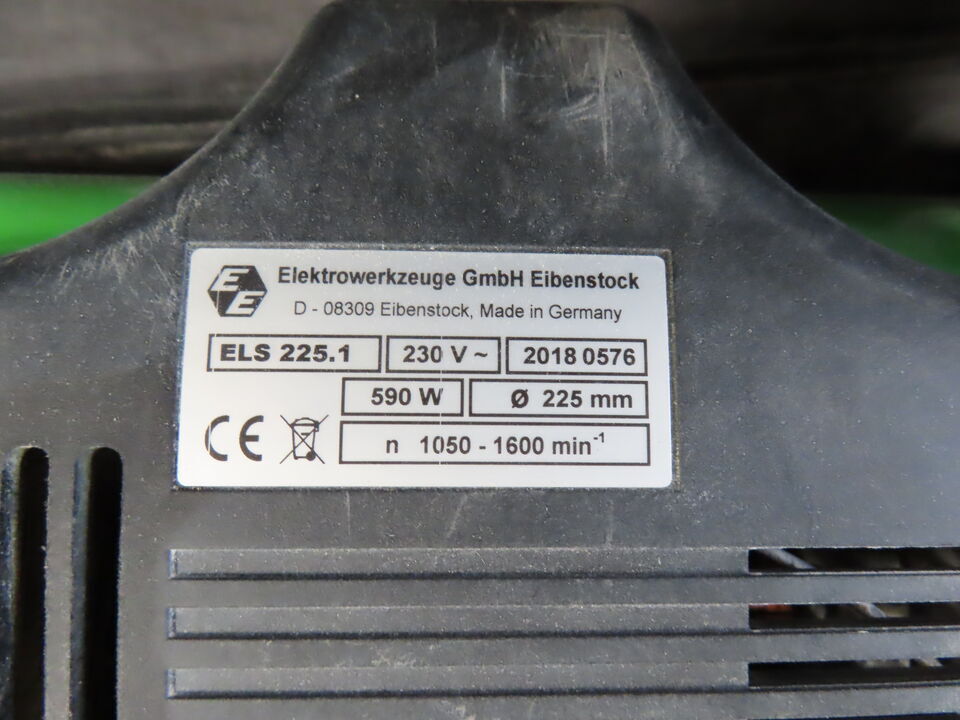 EE
Elektrowerkzeuge GmbH Eibenstock
D - 08309 Eibenstock, Made in Germany
ELS 225.1 230 V ~ 2018 0576
590 W Ø 225 mm
CE n 1050 - 1600 min⁻¹